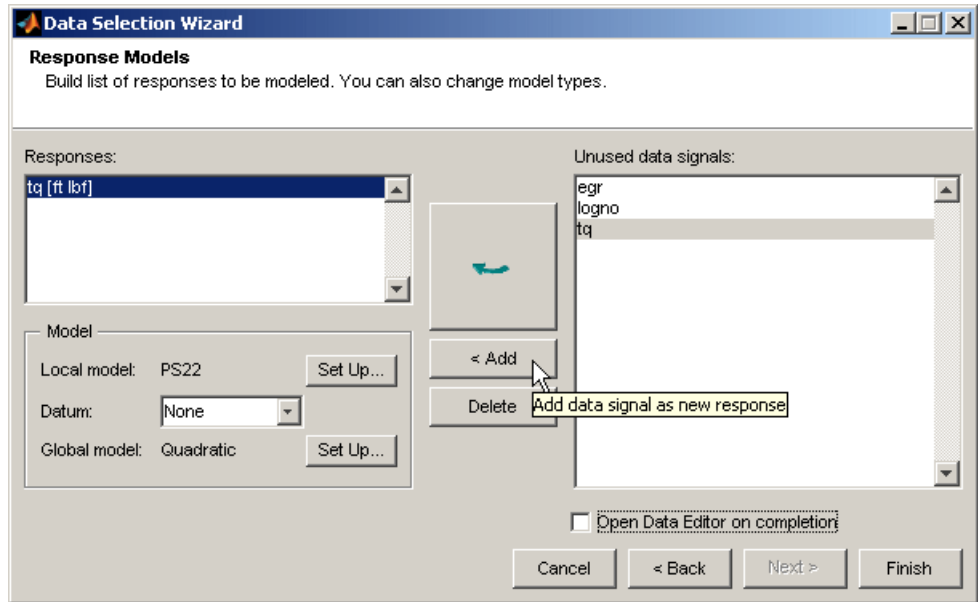 Data Selection Wizard
Response Models
Build list of responses to be modeled. You can also change model types.
Responses:
tq [ft lbf]
Unused data signals:
egr
logno
tq
Model
Local model: PS22 Set Up...
Datum: None
Global model: Quadratic Set Up...
< Add
Delete
Add data signal as new response
Open Data Editor on completion
Cancel
< Back
Next >
Finish